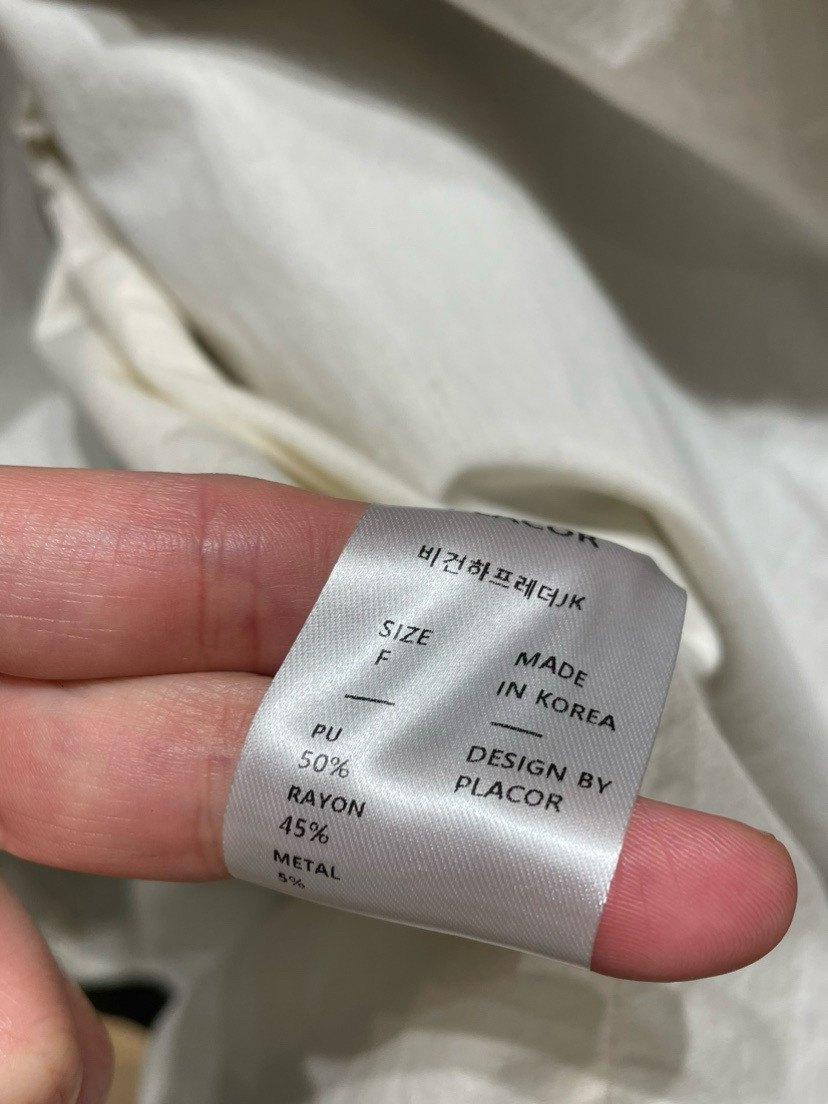 PLACOR
비건하프레더JK
SIZE
F
PU
50%
RAYON
45%
METAL
5%
MADE
IN KOREA
DESIGN BY
PLACOR